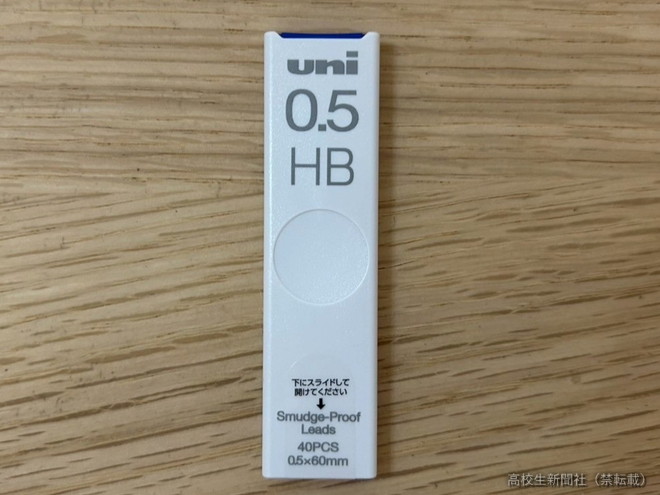 uni
0.5
HB
下にスライドして
開けてください
Smudge-Proof
Leads
40PCS
0.5×60mm
高校生新聞社（禁転載）